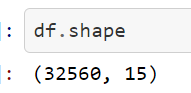 ]: df.shape
]: (32560, 15)